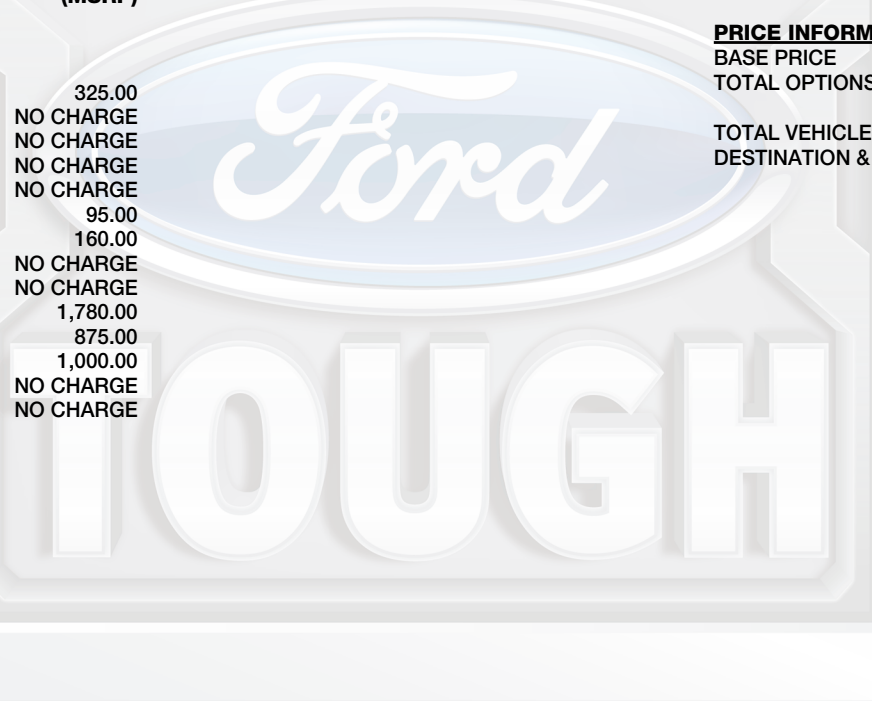 (MSRP)
325.00
NO CHARGE
NO CHARGE
NO CHARGE
NO CHARGE
95.00
160.00
NO CHARGE
NO CHARGE
1,780.00
875.00
1,000.00
NO CHARGE
NO CHARGE
PRICE INFORM
BASE PRICE
TOTAL OPTIONS
TOTAL VEHICLE
DESTINATION &
Ford
TOUGH